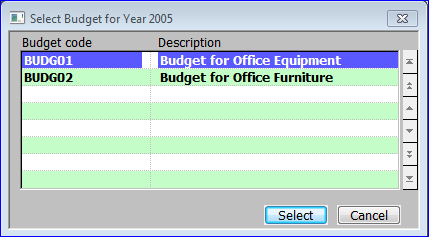 Select Budget for Year 2005
Budget code Description
BUDG01 Budget for Office Equipment
BUDG02 Budget for Office Furniture
Select Cancel